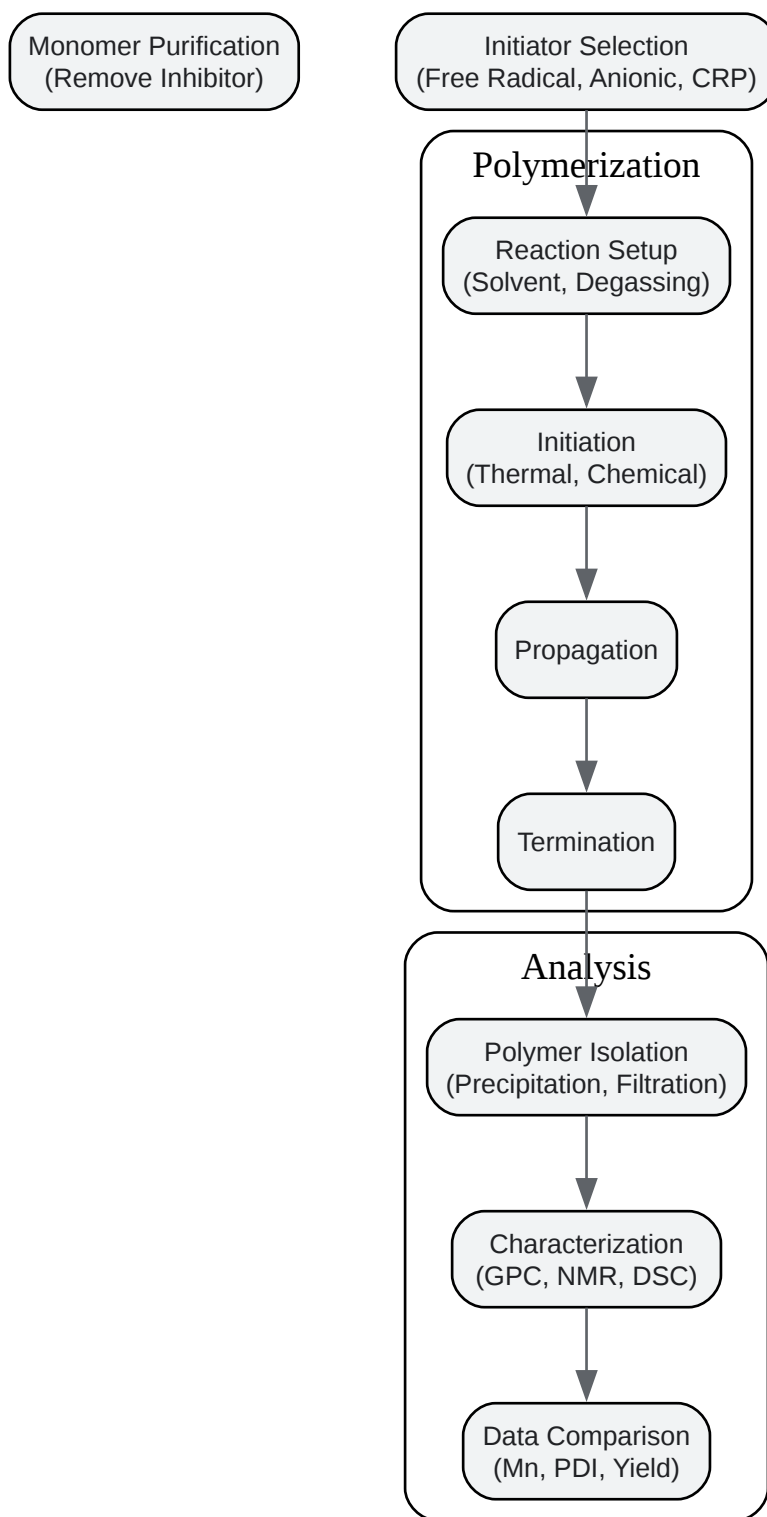 Monomer Purification
(Remove Inhibitor)
Initiator Selection
(Free Radical, Anionic, CRP)
Polymerization
Reaction Setup
(Solvent, Degassing)
Initiation
(Thermal, Chemical)
Propagation
Termination
Analysis
Polymer Isolation
(Precipitation, Filtration)
Characterization
(GPC, NMR, DSC)
Data Comparison
(Mn, PDI, Yield)